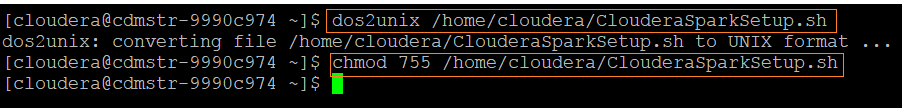 [cloudera@cdmstr-9990c974 ~]$ dos2unix /home/cloudera/ClouderaSparkSetup.sh
dos2unix: converting file /home/cloudera/ClouderaSparkSetup.sh to UNIX format ...
[cloudera@cdmstr-9990c974 ~]$ chmod 755 /home/cloudera/ClouderaSparkSetup.sh
[cloudera@cdmstr-9990c974 ~]$